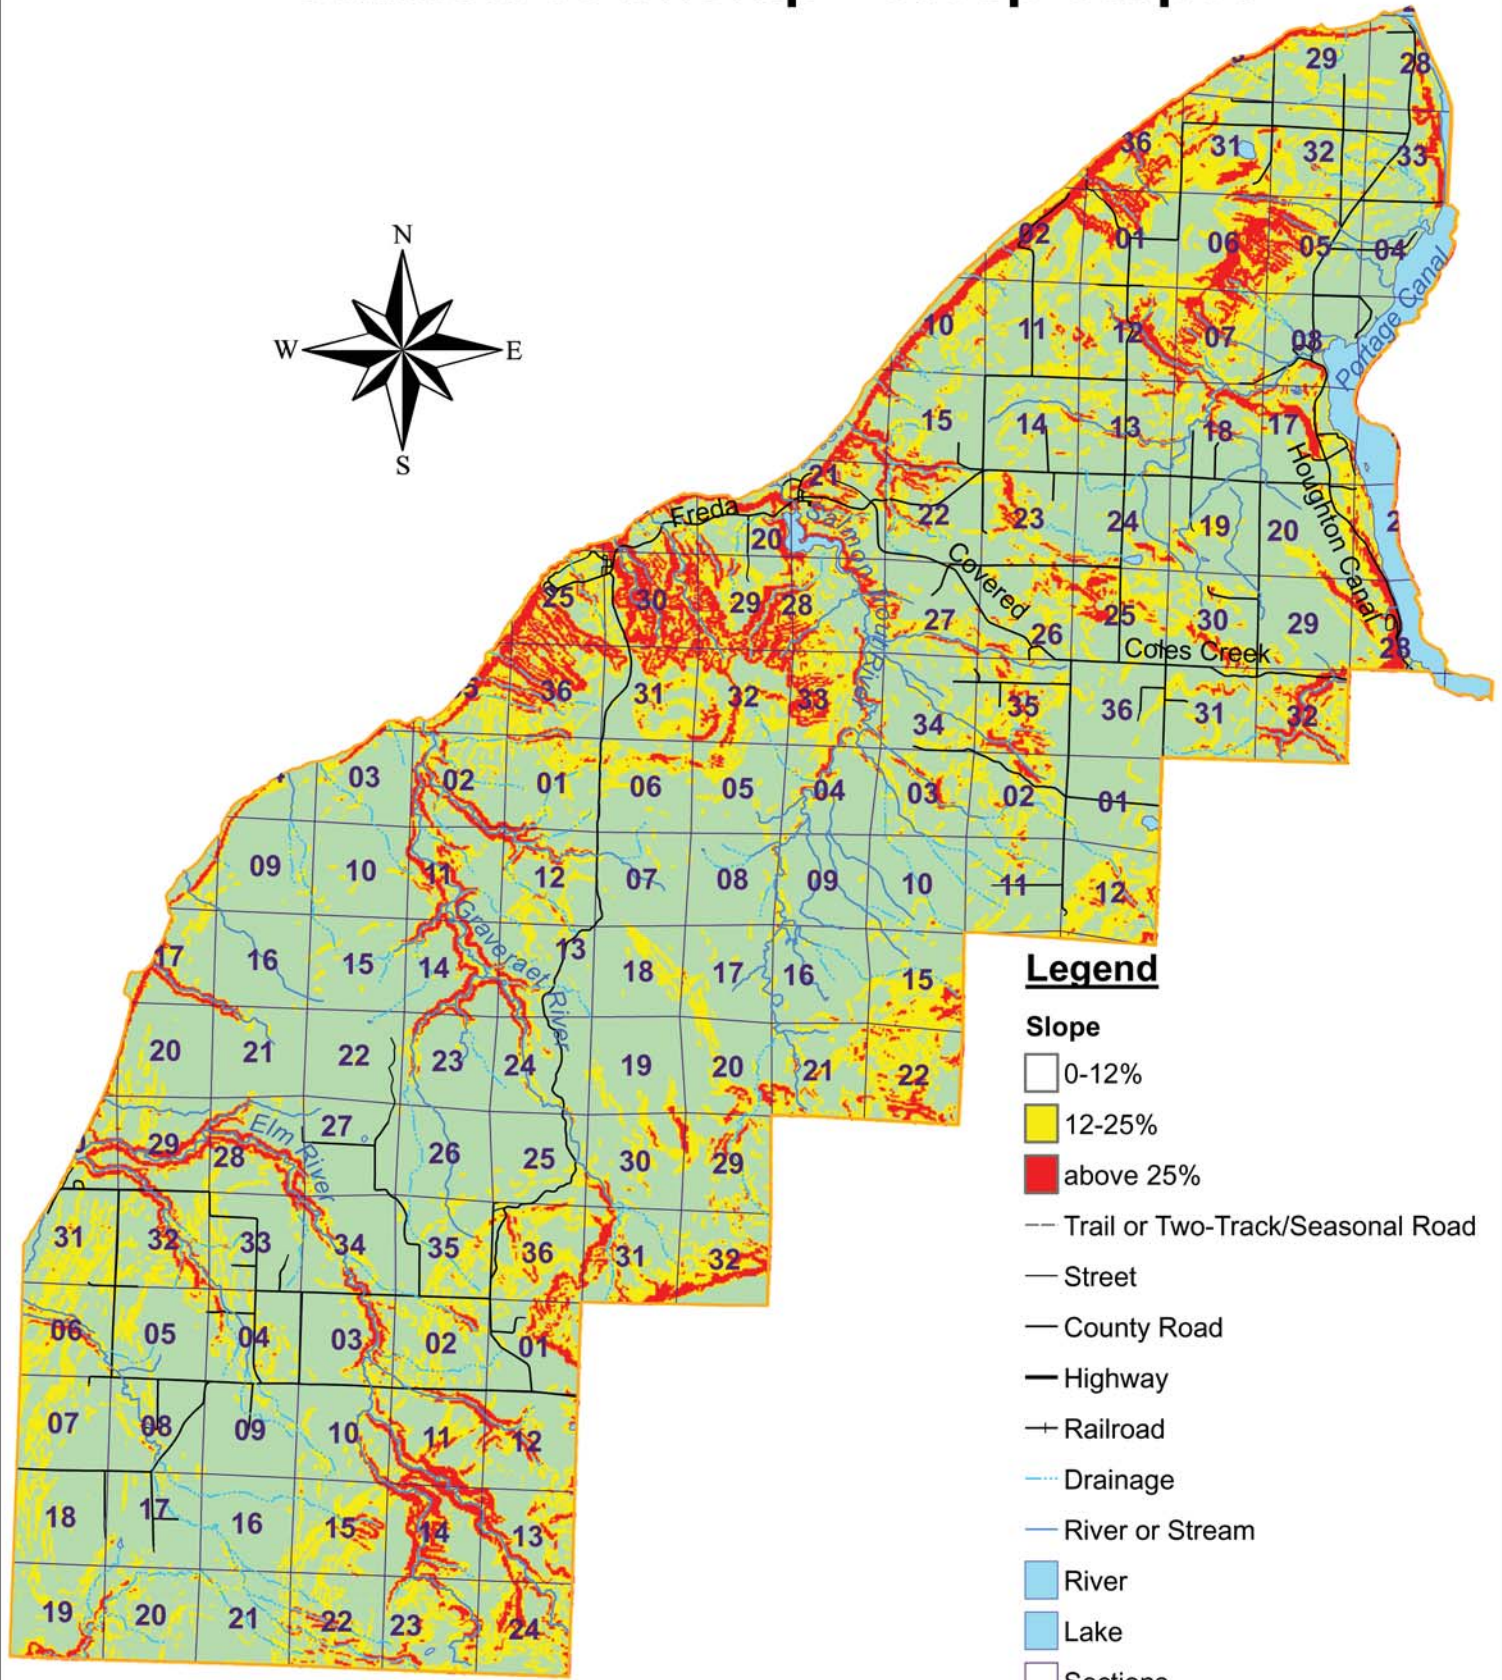 N
W E
S
29 28
36 31 32 33
02 01 06 05 04
10 11 12 07 08
Portage Canal
15 14 13 18 17
21 22 23 24 19 20
Houghton Canal
Freda
20
Salmon Trout River
Covered
25 30 29 28 27 26 25 30 29 28
Coles Creek
36 31 32 33 34 35 36 31 32
03 02 01 06 05 04 03 02 01
09 10 11 12 07 08 09 10 11 12
Graveraet River
17 16 15 14 13 18 17 16 15
20 21 22 23 24 19 20 21 22
Elm River
29 28 27 26 25 30 29
31 32 33 34 35 36 31 32
06 05 04 03 02 01
07 08 09 10 11 12
18 17 16 15 14 13
19 20 21 22 23 24
Legend
Slope
0-12%
12-25%
above 25%
Trail or Two-Track/Seasonal Road
Street
County Road
Highway
Railroad
Drainage
River or Stream
River
Lake
Sections